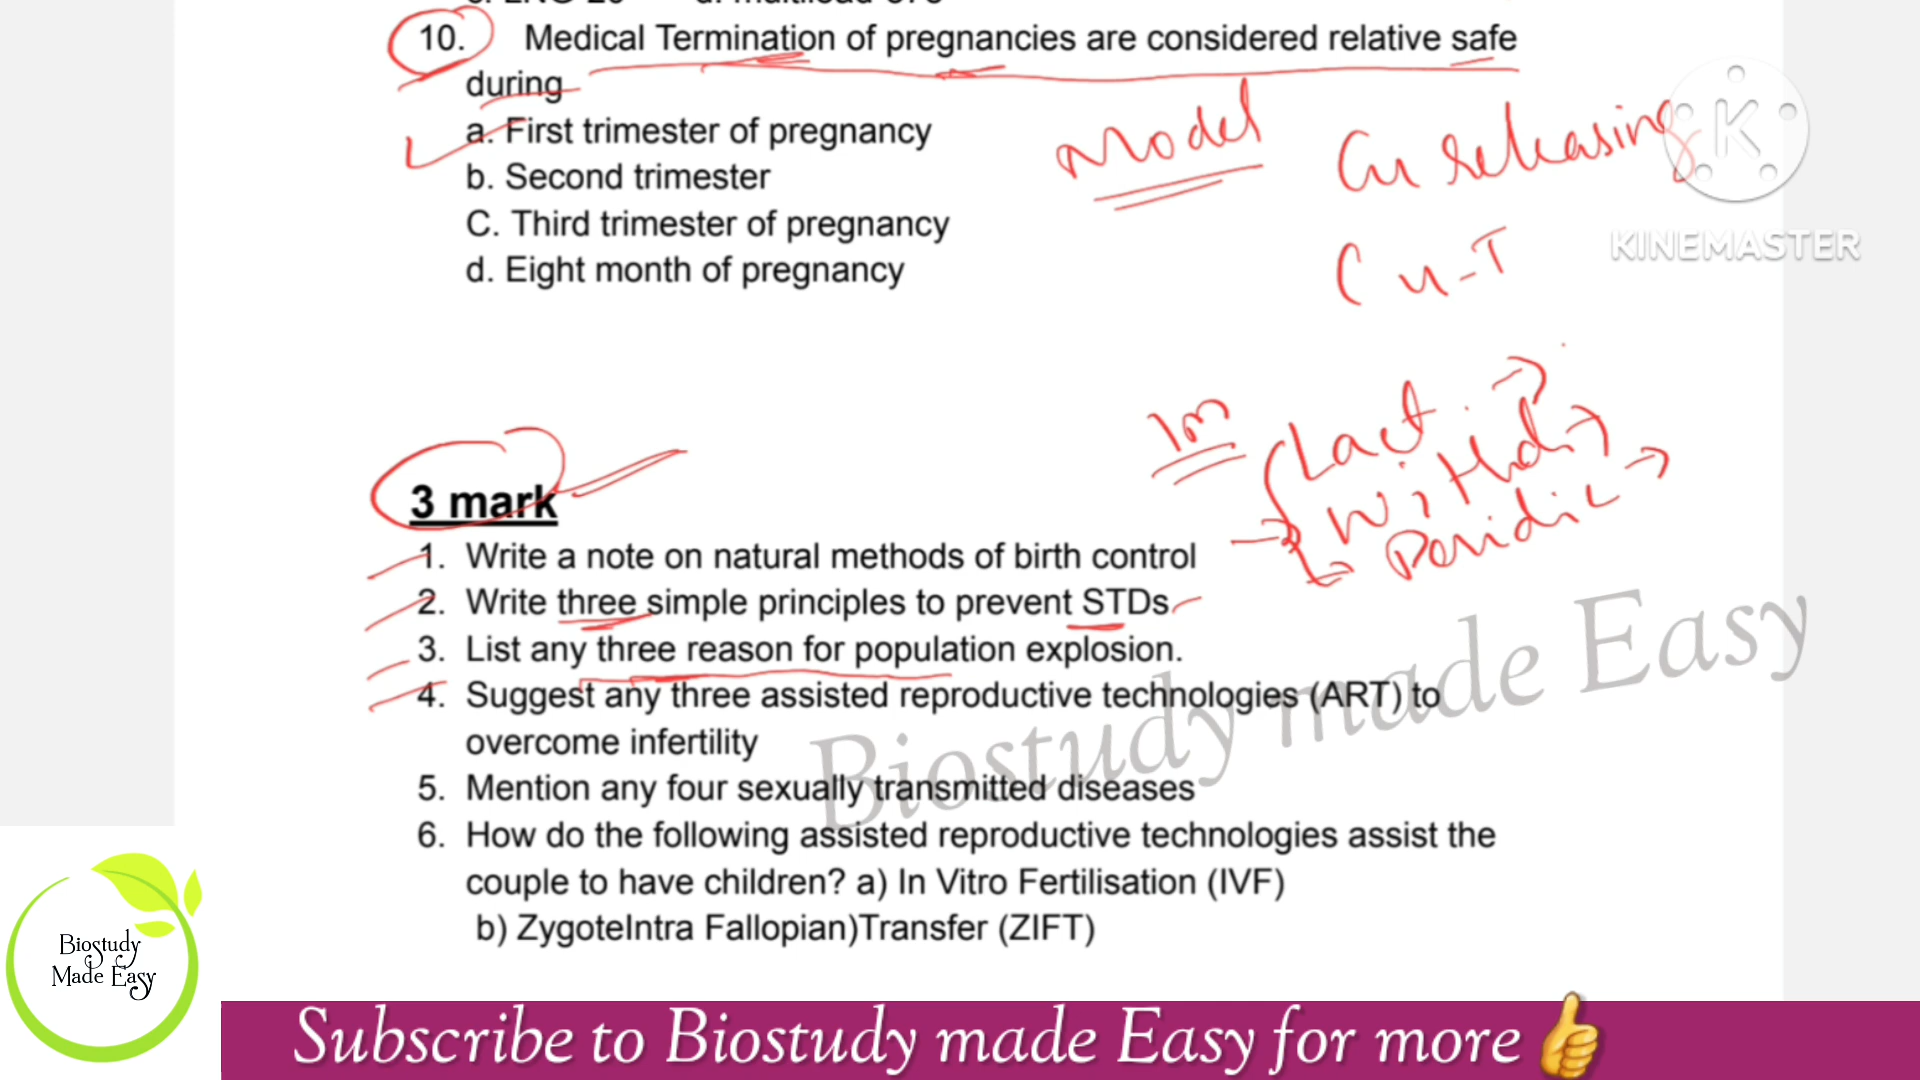 10. Medical Termination of pregnancies are considered relative safe
during
a. First trimester of pregnancy
b. Second trimester
C. Third trimester of pregnancy
d. Eight month of pregnancy
Model
Cu releasing
Cu-T
KINEMASTER
1m
Lact
Withd
Peridic
3 mark
1. Write a note on natural methods of birth control
2. Write three simple principles to prevent STDs
3. List any three reason for population explosion.
4. Suggest any three assisted reproductive technologies (ART) to
overcome infertility
5. Mention any four sexually transmitted diseases
6. How do the following assisted reproductive technologies assist the
couple to have children? a) In Vitro Fertilisation (IVF)
b) ZygoteIntra Fallopian)Transfer (ZIFT)
Biostudy made Easy
Biostudy
Made Easy
Subscribe to Biostudy made Easy for more